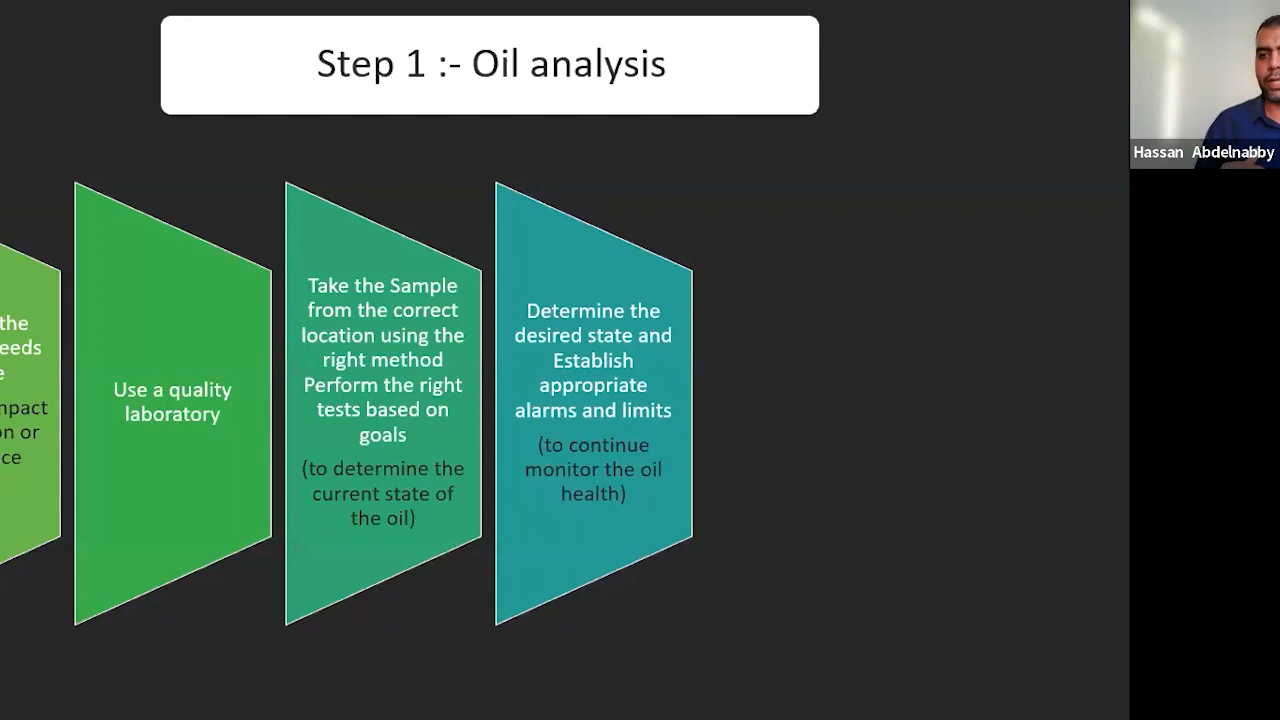 Step 1 :- Oil analysis
Hassan Abdelnabby
the
eeds
e
mpact
on or
ce
Use a quality
laboratory
Take the Sample
from the correct
location using the
right method
Perform the right
tests based on
goals
(to determine the
current state of
the oil)
Determine the
desired state and
Establish
appropriate
alarms and limits
(to continue
monitor the oil
health)